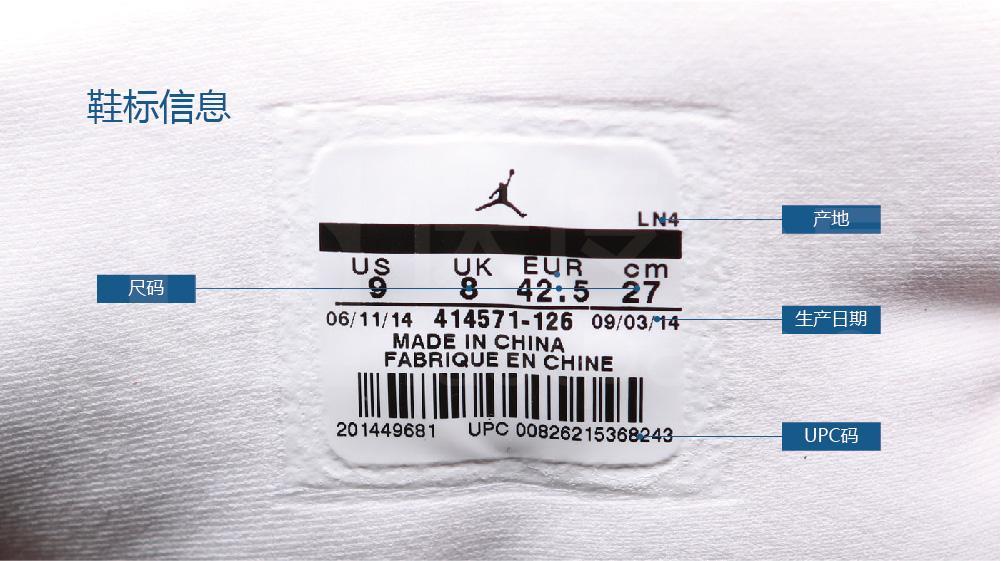 鞋标信息
LN4
产地
US UK EUR cm
尺码
9 8 42.5 27
06/11/14 414571-126 09/03/14
生产日期
MADE IN CHINA
FABRIQUE EN CHINE
201449681 UPC 00826215368243
UPC码